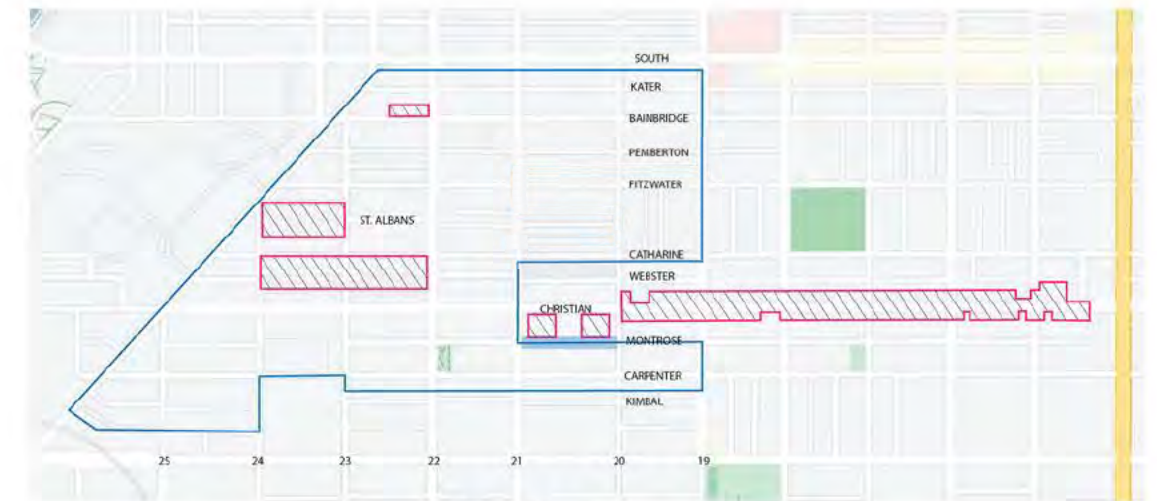 SOUTH
KATER
BAINBRIDGE
PEMBERTON
FITZWATER
ST. ALBANS
CATHARINE
WEBSTER
CHRISTIAN
MONTROSE
CARPENTER
KIMBAL
25 24 23 22 21 20 19